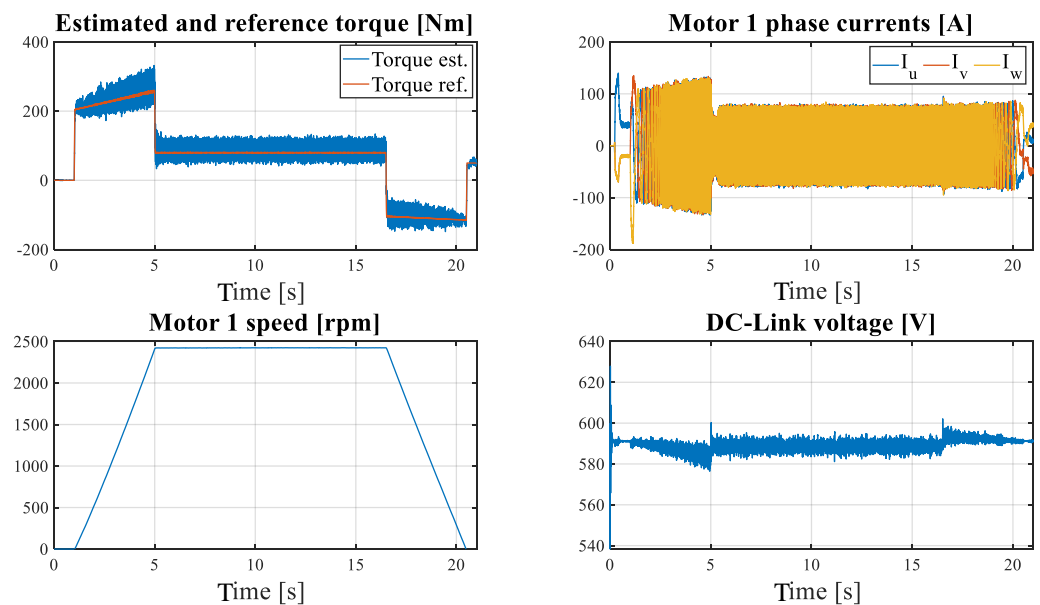 Estimated and reference torque [Nm]
400
200
0
-200
Torque est.
Torque ref.
0 5 10 15 20
Time [s]
Motor 1 phase currents [A]
200
100
0
-100
-200
I_u I_v I_w
0 5 10 15 20
Time [s]
Motor 1 speed [rpm]
2500
2000
1500
1000
500
0
0 5 10 15 20
Time [s]
DC-Link voltage [V]
640
620
600
580
560
540
0 5 10 15 20
Time [s]